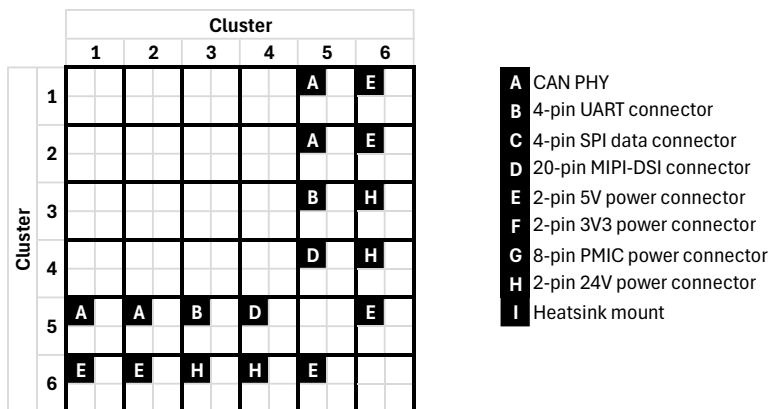 Cluster
1 2 3 4 5 6
Cluster
1 A E
2 A E
3 B H
4 D H
5 A A B D E
6 E E H H E
A CAN PHY
B 4-pin UART connector
C 4-pin SPI data connector
D 20-pin MIPI-DSI connector
E 2-pin 5V power connector
F 2-pin 3V3 power connector
G 8-pin PMIC power connector
H 2-pin 24V power connector
I Heatsink mount